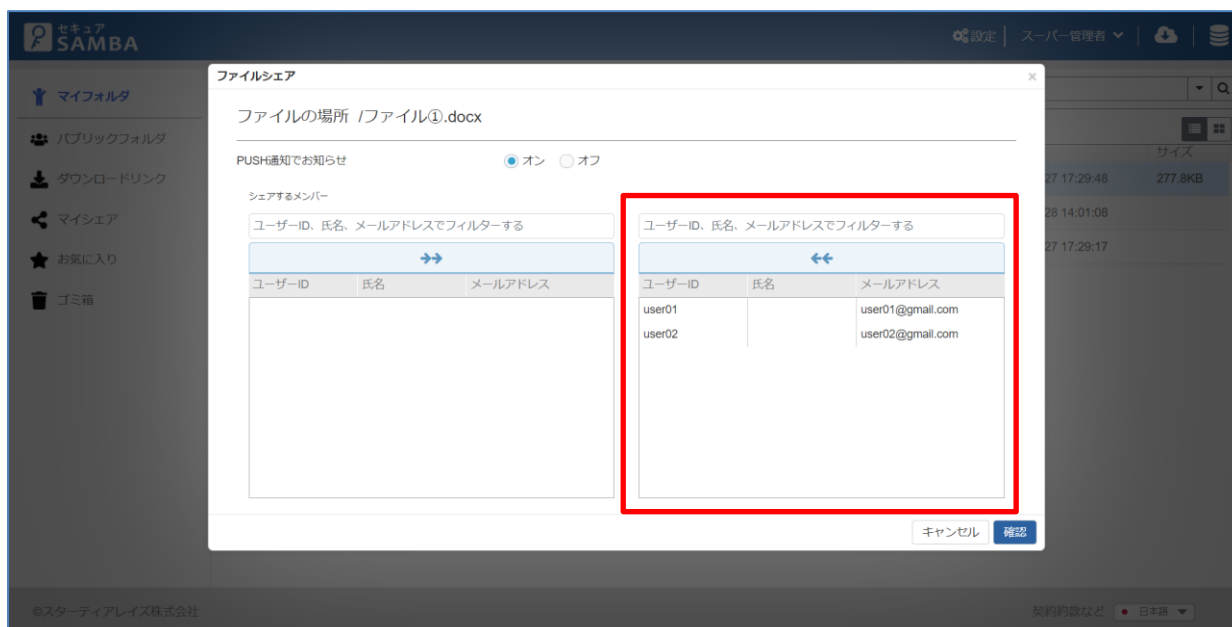 セキュア
SAMBA
設定 スーパー管理者
マイフォルダ
パブリックフォルダ
ダウンロードリンク
マイシェア
お気に入り
ゴミ箱
ファイルシェア ×
ファイルの場所 /ファイル①.docx
PUSH通知でお知らせ オン オフ
シェアするメンバー
ユーザーID、氏名、メールアドレスでフィルターする ユーザーID、氏名、メールアドレスでフィルターする
ユーザーID 氏名 メールアドレス ユーザーID 氏名 メールアドレス
user01 user01@gmail.com
user02 user02@gmail.com
キャンセル 確認
サイズ
27 17:29:48 277.8KB
28 14:01:08
27 17:29:17
©スターティアレイズ株式会社 契約約款など 日本語